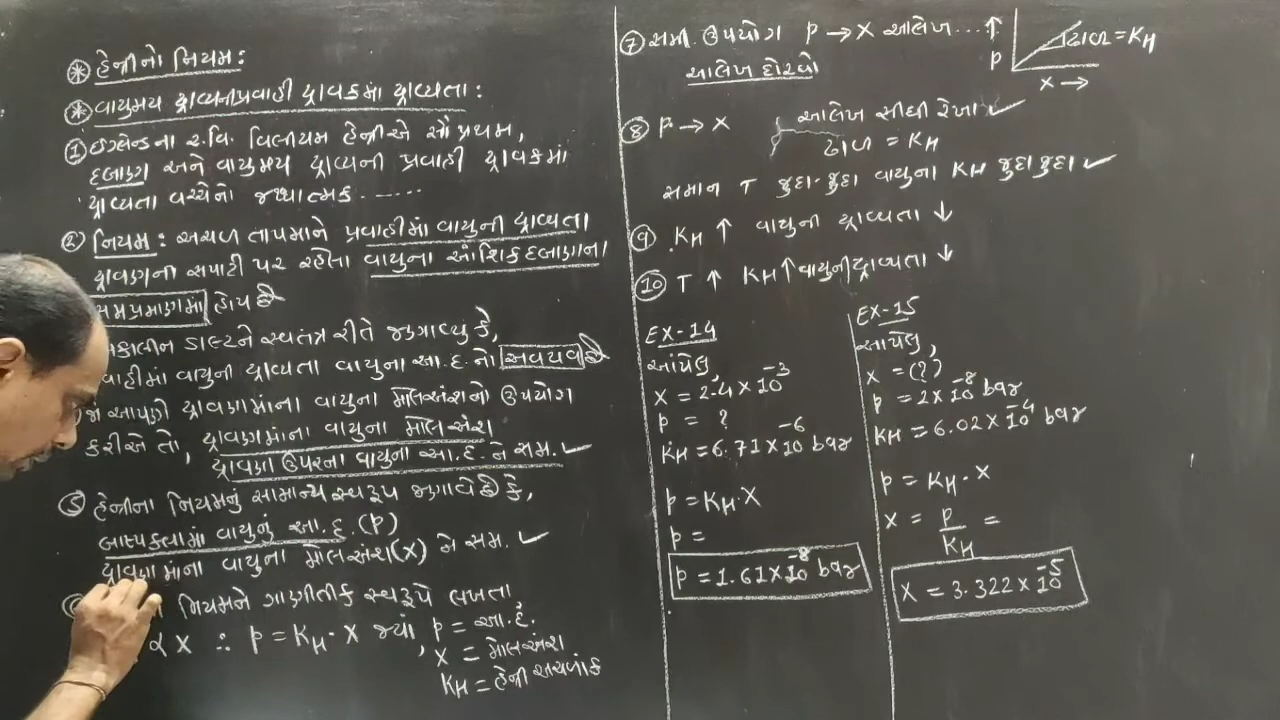 * હેન્રીનો નિયમ:
* વાયુમય દ્રાવ્યની પ્રવાહી દ્રાવકમાં દ્રાવ્યતા:
① ઇંગ્લેન્ડના ર.વિ. વિલીયમ હેન્રીએ સૌ પ્રથમ,
દબાણ અને વાયુમય દ્રાવ્યની પ્રવાહી દ્રાવકમાં
દ્રાવ્યતા વચ્ચેનો જથ્થાત્મક ......
② નિયમ: અચળ તાપમાને પ્રવાહીમાં વાયુની દ્રાવ્યતા
દ્રાવણની સપાટી પર રહેલા વાયુના આંશિક દબાણના
સમપ્રમાણમાં હોય છે
કાલીન ડાલ્ટને સ્વતંત્ર રીતે જણાવ્યુ કે,
વાહીમાં વાયુની દ્રાવ્યતા વાયુના આ.દ. નો અવયવ છે
જો આપણે દ્રાવણમાંના વાયુના મોલઅંશનો ઉપયોગ
કરીએ તો, દ્રાવણમાંના વાયુના મોલઅંશ
દ્રાવણ ઉપરના વાયુના આ.દ. ને સમ. ✓
⑤ હેન્રીના નિયમનું સામાન્ય સ્વરૂપ જણાવે છે કે,
બાષ્પકલામાં વાયુનું આ.દ. (p)
દ્રાવણમાંના વાયુના મોલઅંશ(x) ને સમ. ✓
નિયમને ગાણીતીક સ્વરૂપે લખતા
α x ∴ p = KH · x જ્યાં, p = આ.દ.
x = મોલઅંશ
KH = હેન્રી અચળાંક
⑦ સમી. ઉપયોગ p → x આલેખ... ↑ p ઢાળ = KH
આલેખ દોરવો x →
⑧ p → x આલેખ સીધી રેખા ✓
ઢાળ = KH
સમાન T જુદા-જુદા વાયુના KH જુદા જુદા ✓
⑨ KH ↑ વાયુની દ્રાવ્યતા ↓
⑩ T ↑ KH ↑ વાયુની દ્રાવ્યતા ↓
EX-14
આપેલુ,
x = 2.4 × 10⁻³
p = ?
KH = 6.71 × 10⁻⁶ bar
p = KH · x
p =
p = 1.61 × 10⁻⁸ bar
EX-15
આપેલુ,
x = (?)
p = 2 × 10⁻⁸ bar
KH = 6.02 × 10⁻⁴ bar
p = KH · x
x = p / KH =
x = 3.322 × 10⁻⁵